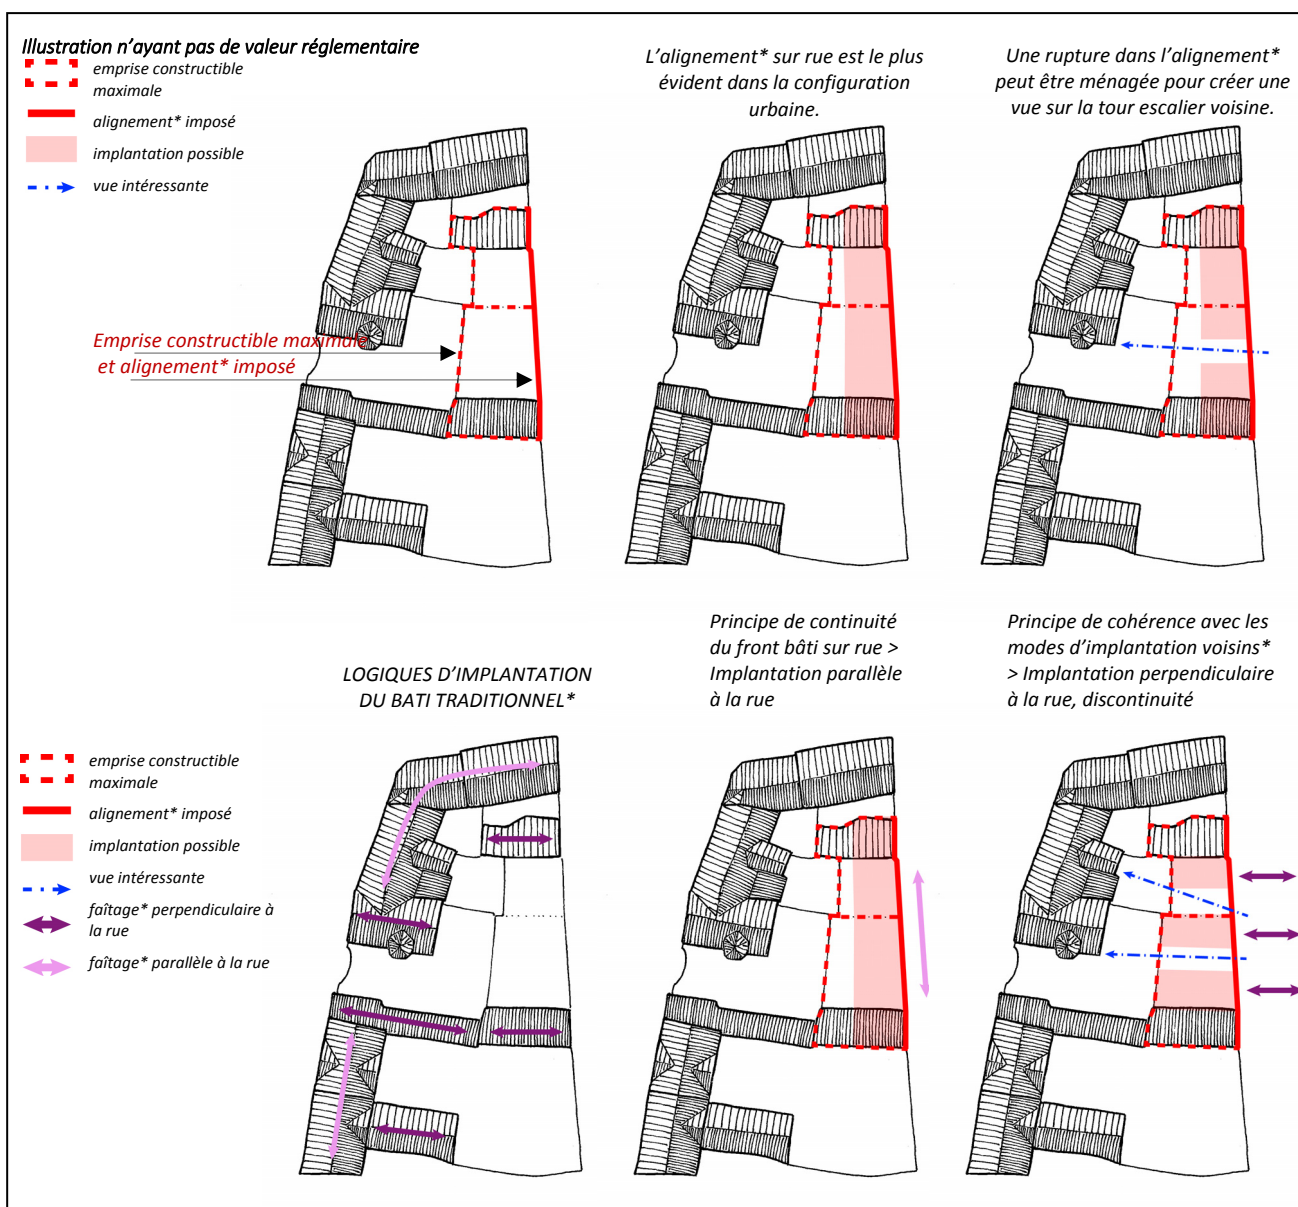 Illustration n’ayant pas de valeur réglementaire
emprise constructible
maximale
alignement* imposé
implantation possible
vue intéressante
L’alignement* sur rue est le plus
évident dans la configuration
urbaine.
Une rupture dans l’alignement*
peut être ménagée pour créer une
vue sur la tour escalier voisine.
Emprise constructible maximale
et alignement* imposé
LOGIQUES D’IMPLANTATION
DU BATI TRADITIONNEL*
Principe de continuité
du front bâti sur rue >
Implantation parallèle
à la rue
Principe de cohérence avec les
modes d’implantation voisins*
> Implantation perpendiculaire
à la rue, discontinuité
emprise constructible
maximale
alignement* imposé
implantation possible
vue intéressante
faîtage* perpendiculaire à
la rue
faîtage* parallèle à la rue